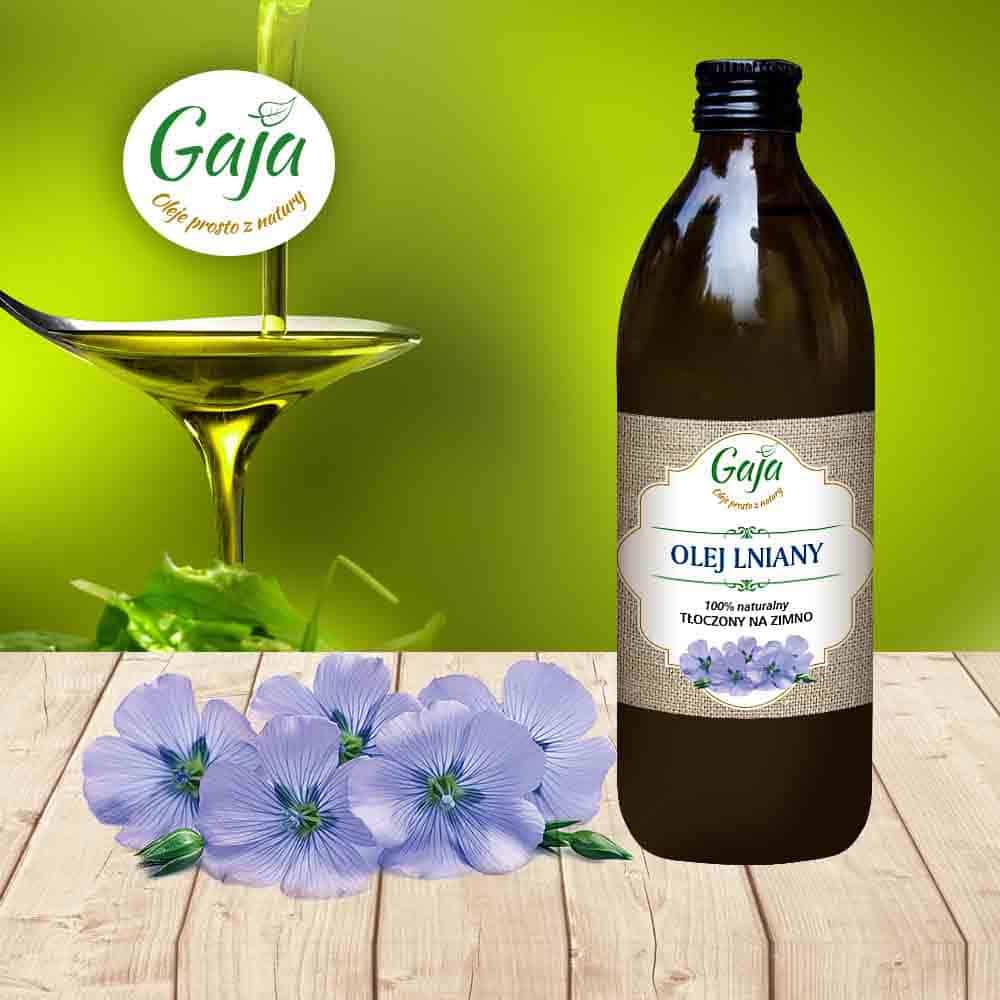 Gaja
Oleje prosto z natury
Gaja
Oleje prosto z natury
OLEJ LNIANY
100% naturalny
TŁOCZONY NA ZIMNO